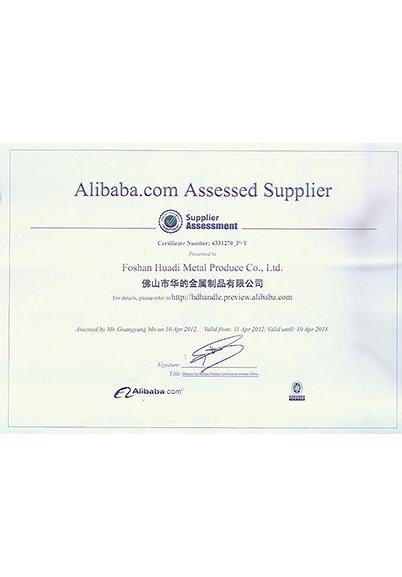 Alibaba.com Assessed Supplier
Supplier
Assessment
Certificate Number: 4331270_P+T
Presented to
Foshan Huadi Metal Produce Co., Ltd.
佛山市华的金属制品有限公司
For details, please refer to http://hdhandle.preview.alibaba.com
Assessed by Mr. Guangyang Mo on 10 Apr 2012. Valid from: 11 Apr 2012, Valid until: 10 Apr 2013.
Signature:
Title:
Alibaba.com